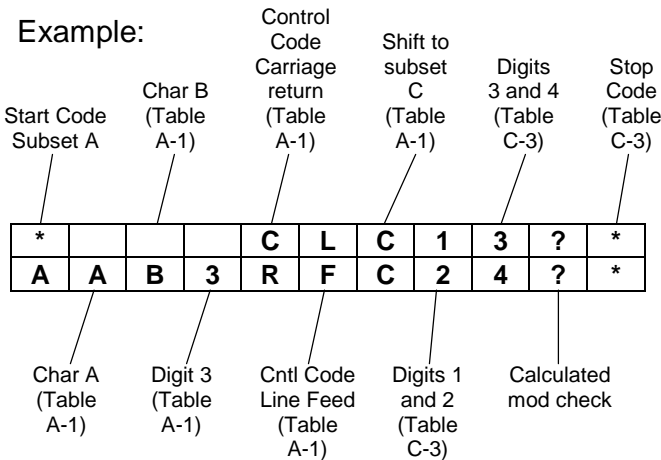 Example:
Start Code
Subset A
Char B
(Table
A-1)
Control
Code
Carriage
return
(Table
A-1)
Shift to
subset
C
(Table
A-1)
Digits
3 and 4
(Table
C-3)
Stop
Code
(Table
C-3)
* C L C 1 3 ? *
A A B 3 R F C 2 4 ? *
Char A
(Table
A-1)
Digit 3
(Table
A-1)
Cntl Code
Line Feed
(Table
A-1)
Digits 1
and 2
(Table
C-3)
Calculated
mod check